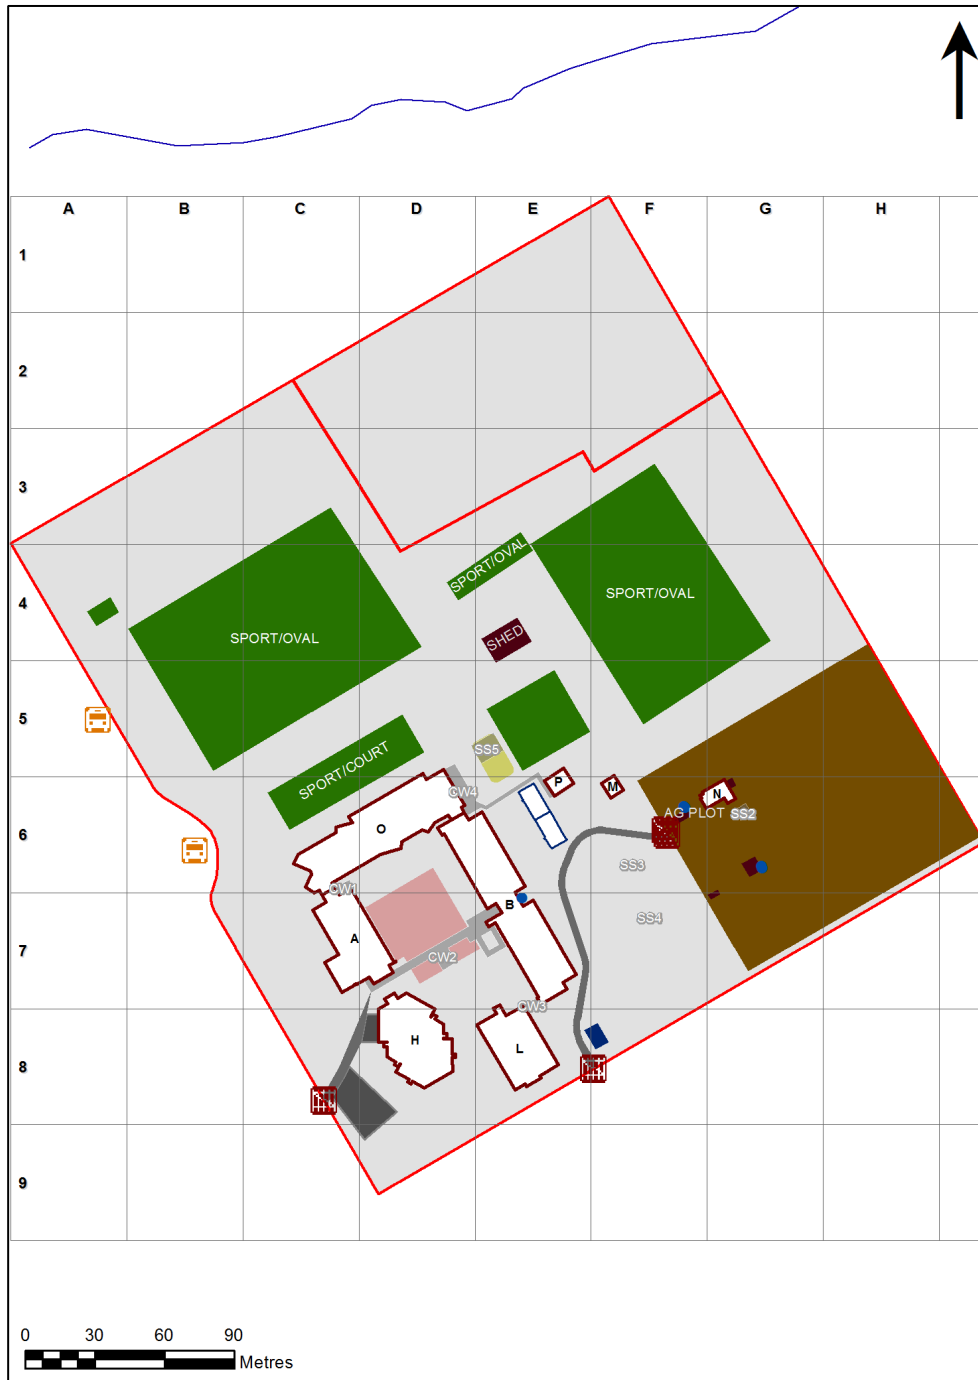 A B C D E F G H
1
2
3
4
5
6
7
8
9
SPORT/OVAL
SPORT/OVAL
SPORT/OVAL
SHED
SPORT/COURT
SS5
CW4
P
M
N
AG PLOT
SS2
O
SS3
CW1
B
SS4
A
CW2
CW3
H
L
0 30 60 90
Metres